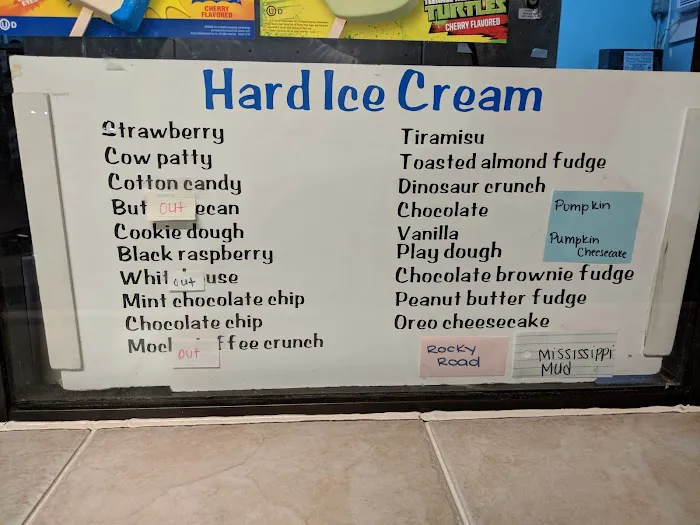 CHERRY
FLAVORED
TURTLES
CHERRY FLAVORED
Hard Ice Cream
Strawberry
Cow patty
Cotton candy
But out ecan
Cookie dough
Black raspberry
Whit out use
Mint chocolate chip
Chocolate chip
out ffee crunch
Tiramisu
Toasted almond fudge
Dinosaur crunch
Chocolate
Vanilla
Play dough
Chocolate brownie fudge
Peanut butter fudge
Oreo cheesecake
Pumpkin
Pumpkin
Cheesecake
Rocky
Road
Mississippi
Mud